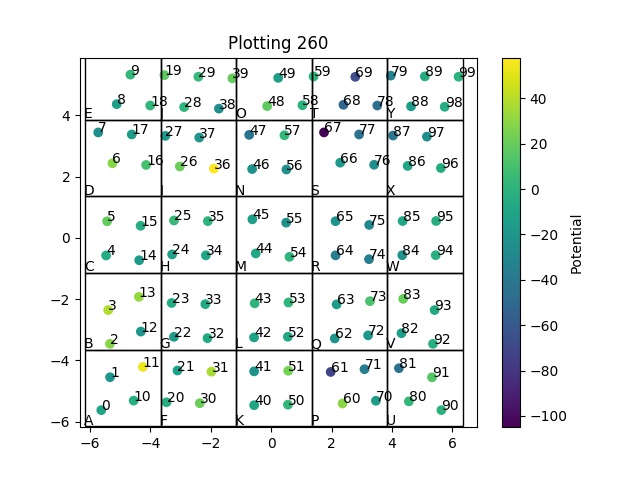 Plotting 260
9 19 29 39 49 59 69 79 89 99
8 18 28 38 48 58 68 78 88 98
E O T Y
7 17 27 37 47 57 67 77 87 97
6 16 26 36 46 56 66 76 86 96
D I N S X
5 15 25 35 45 55 65 75 85 95
4 14 24 34 44 54 64 74 84 94
C H M R W
3 13 23 33 43 53 63 73 83 93
2 12 22 32 42 52 62 72 82 92
B G L Q V
1 11 21 31 41 51 61 71 81 91
0 10 20 30 40 50 60 70 80 90
A F K P U
4
2
0
−2
−4
−6
−6 −4 −2 0 2 4 6
40
20
0
−20
−40
−60
−80
−100
Potential